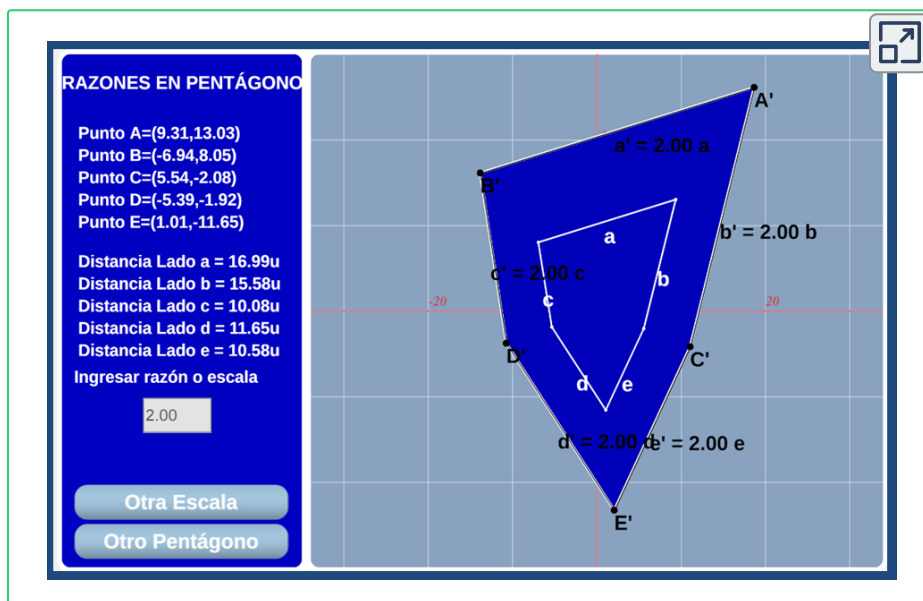 RAZONES EN PENTÁGONO
Punto A=(9.31,13.03)
Punto B=(-6.94,8.05)
Punto C=(5.54,-2.08)
Punto D=(-5.39,-1.92)
Punto E=(1.01,-11.65)
Distancia Lado a = 16.99u
Distancia Lado b = 15.58u
Distancia Lado c = 10.08u
Distancia Lado d = 11.65u
Distancia Lado e = 10.58u
Ingresar razón o escala
2.00
Otra Escala
Otro Pentágono
A'
a' = 2.00 a
B'
b' = 2.00 b
a
c' = 2.00 c
b
c
-20
20
D'
C'
d
e
d' = 2.00 d
e' = 2.00 e
E'